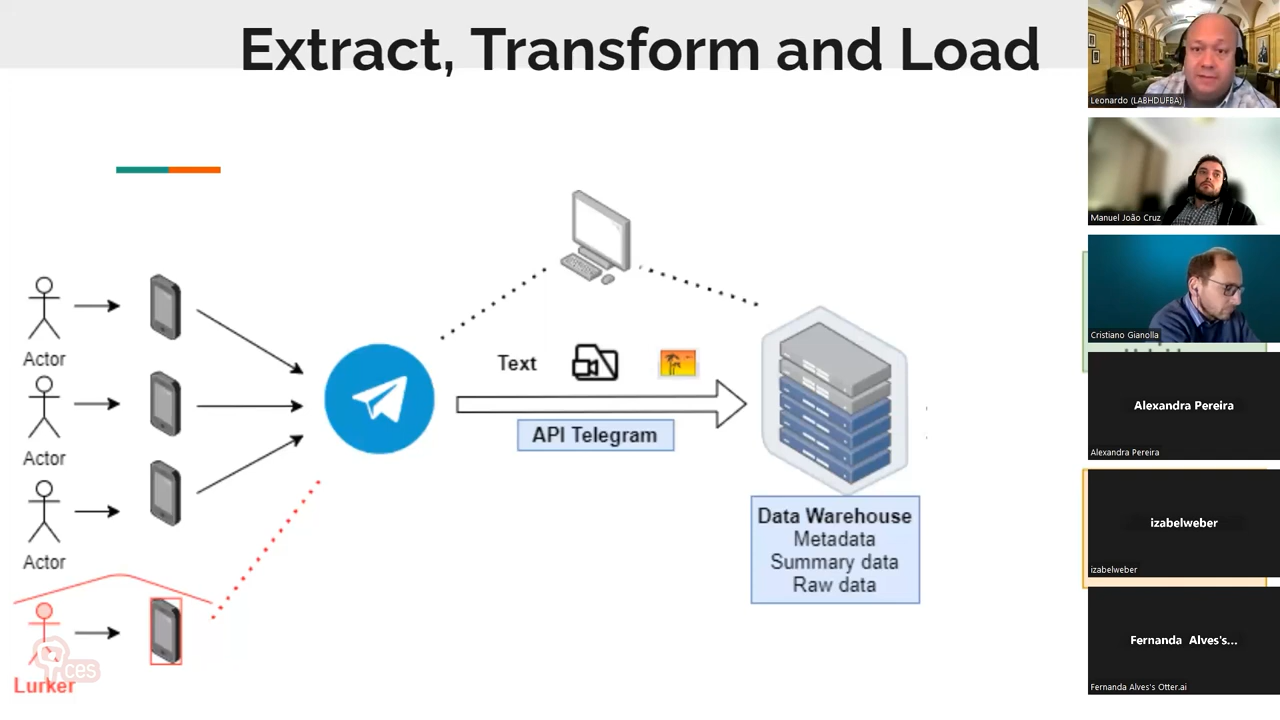 Extract, Transform and Load
Actor
Actor
Actor
Lurker
ces
Text
API Telegram
Data Warehouse
Metadata
Summary data
Raw data
Leonardo (LABHDUFBA)
Manuel João Cruz
Cristiano Gianolla
Alexandra Pereira
Alexandra Pereira
izabelweber
izabelweber
Fernanda Alves's...
Fernanda Alves's Otter.ai